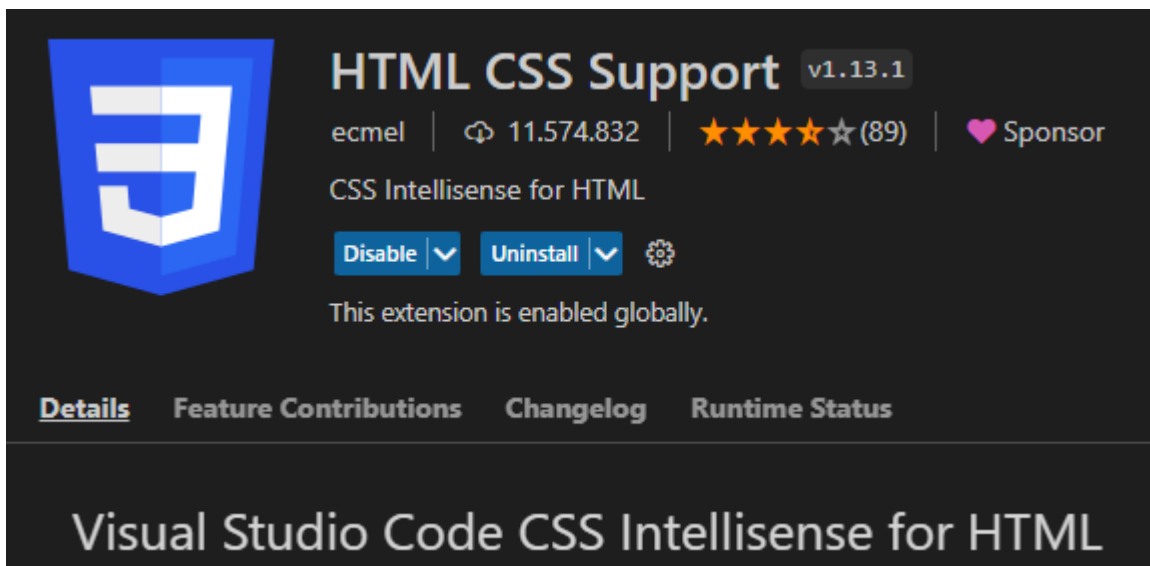 HTML CSS Support v1.13.1
ecmel 11.574.832 (89) Sponsor
CSS Intellisense for HTML
Disable Uninstall
This extension is enabled globally.
Details Feature Contributions Changelog Runtime Status
Visual Studio Code CSS Intellisense for HTML